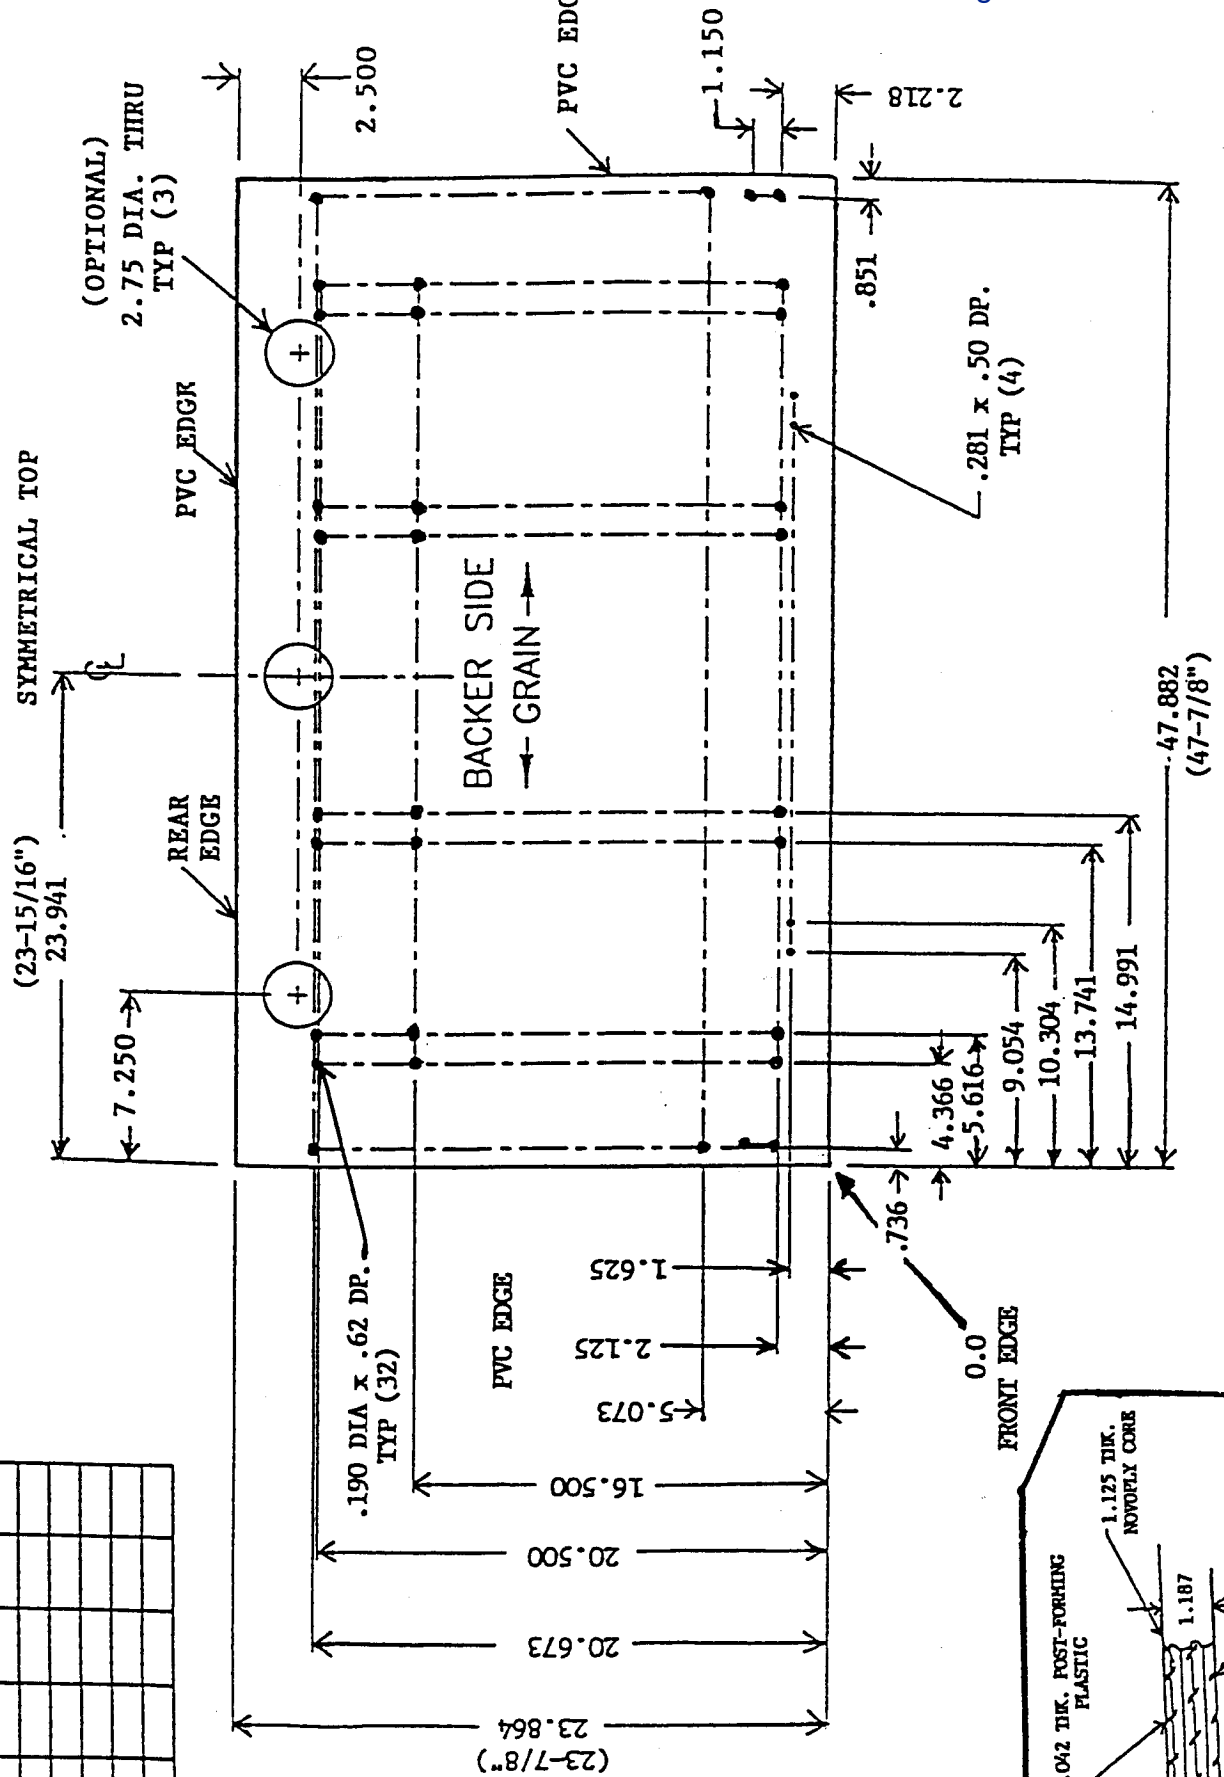 SYMMETRICAL TOP
(23-15/16")
23.941
℄
7.250
REAR
EDGE
PVC EDGE
(OPTIONAL)
2.75 DIA. THRU
TYP (3)
2.500
PVC
1.150
2.218
.851
BACKER SIDE
GRAIN
.281 x .50 DP.
TYP (4)
47.882
(47-7/8")
14.991
13.741
10.304
9.054
5.616
4.366
.736
0.0
FRONT EDGE
.190 DIA x .62 DP.
TYP (32)
PVC EDGE
1.625
2.125
5.073
16.500
20.500
20.673
23.864
(23-7/8")
1.125 THK.
NOVOPLY CORE
.042 THK. POST-FORMING
PLASTIC
1.187